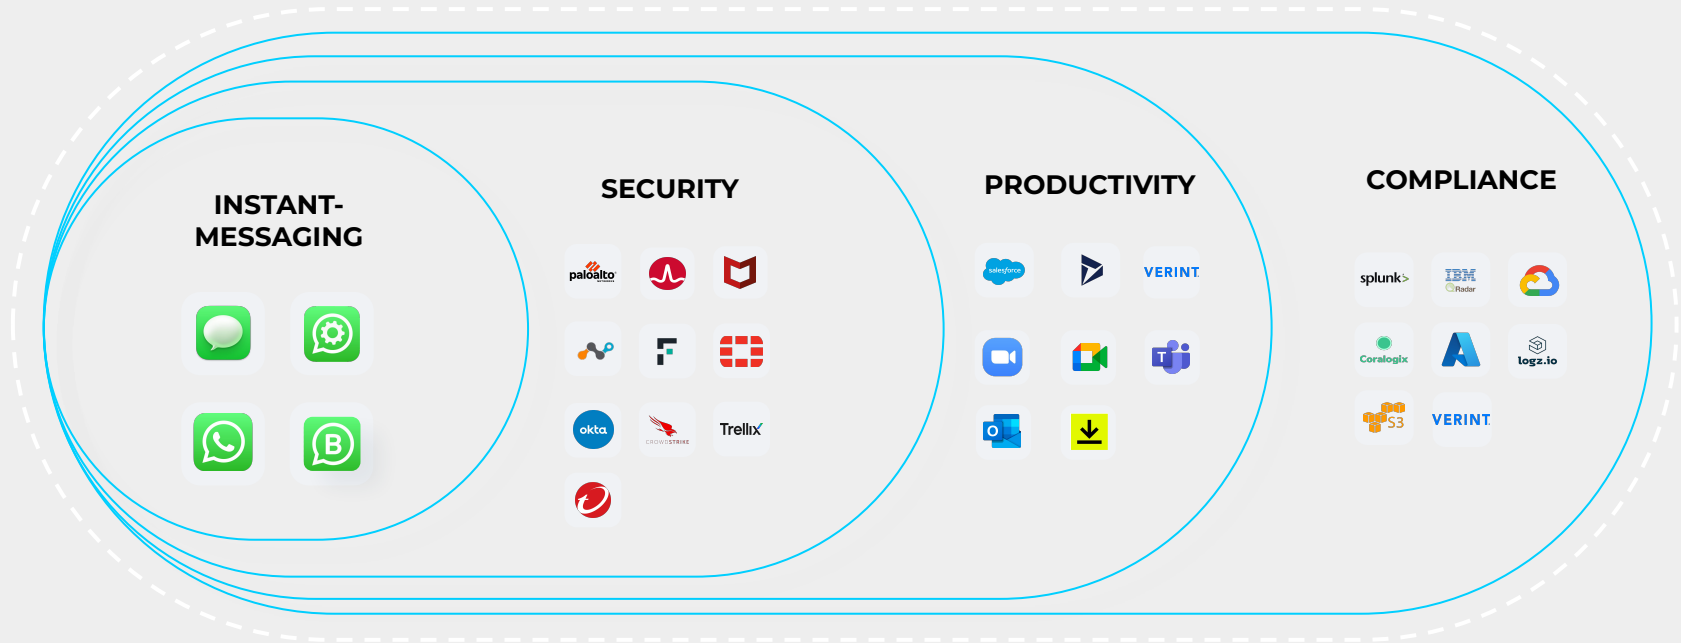 INSTANT-
MESSAGING
B
SECURITY
paloalto
NETWORKS
okta
CROWDSTRIKE
Trellix
PRODUCTIVITY
salesforce
VERINT
T
O
COMPLIANCE
splunk>
IBM
Radar
Coralogix
logz.io
S3
VERINT